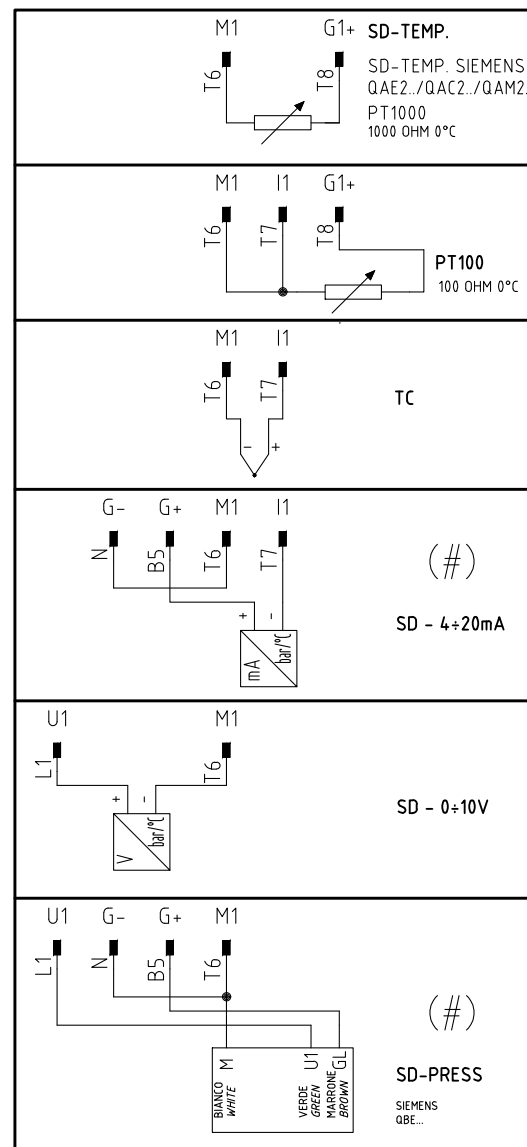 M1 G1+ SD-TEMP.
T6 T8
SD-TEMP. SIEMENS
QAE2../QAC2../QAM2.
PT1000
1000 OHM 0°C
M1 I1 G1+
T6 T7 T8
PT100
100 OHM 0°C
M1 I1
T6 T7
- +
TC
G- G+ M1 I1
N B5 T6 T7
(#)
+ -
mA bar/°C
SD - 4÷20mA
U1 M1
L1 T6
+ -
V bar/°C
SD - 0÷10V
U1 G- G+ M1
L1 N B5 T6
(#)
M U1 GL
BIANCO VERDE MARRONE
WHITE GREEN BROWN
SD-PRESS
SIEMENS
QBE...